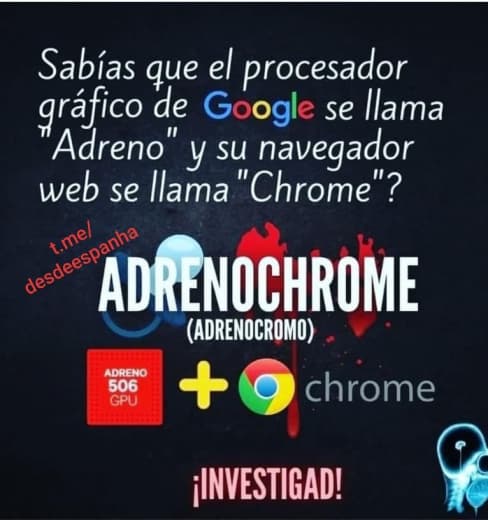 Sabías que el procesador
gráfico de Google se llama
"Adreno" y su navegador
web se llama "Chrome"?
t.me/
desdeespanha
ADRENOCHROME
(ADRENOCROMO)
ADRENO
506
GPU
chrome
¡INVESTIGAD!